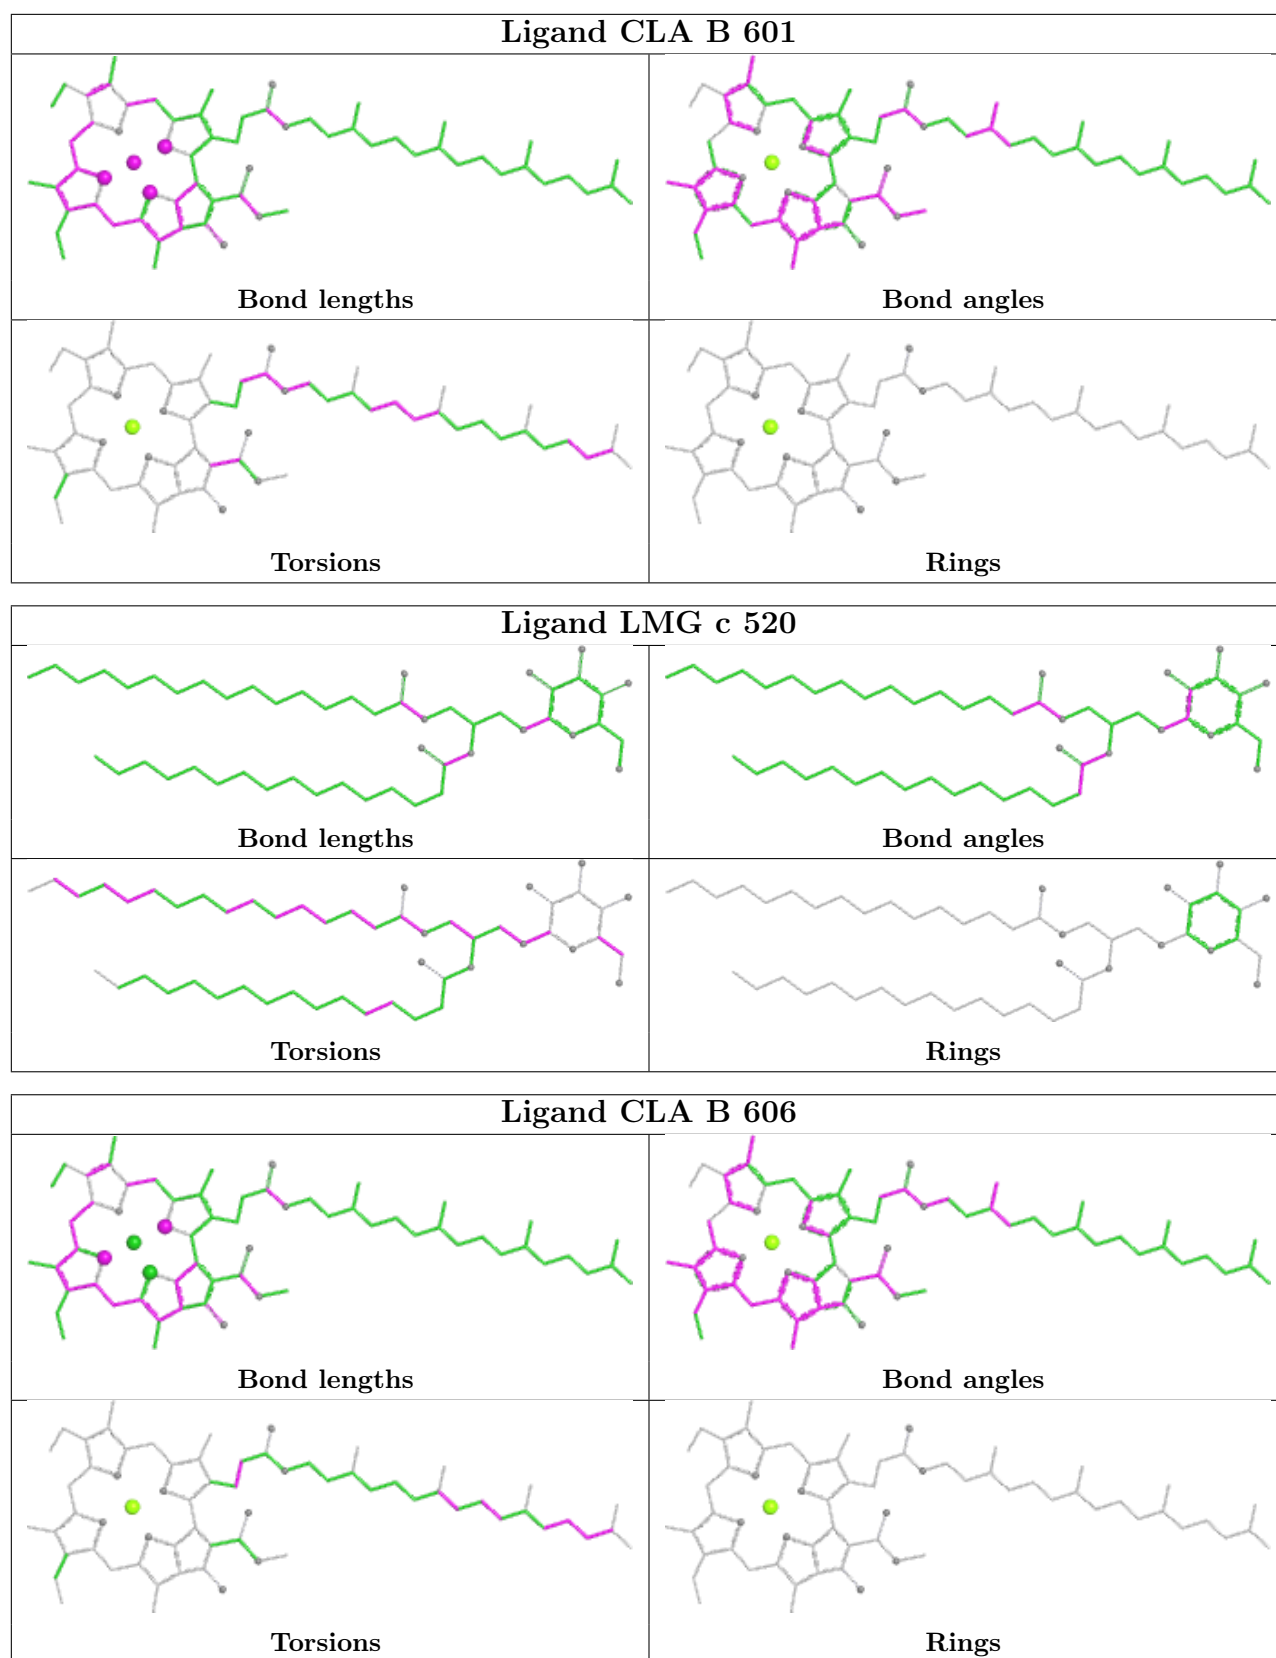 Ligand CLA B 601
Bond lengths
Bond angles
Torsions
Rings
Ligand LMG c 520
Bond lengths
Bond angles
Torsions
Rings
Ligand CLA B 606
Bond lengths
Bond angles
Torsions
Rings